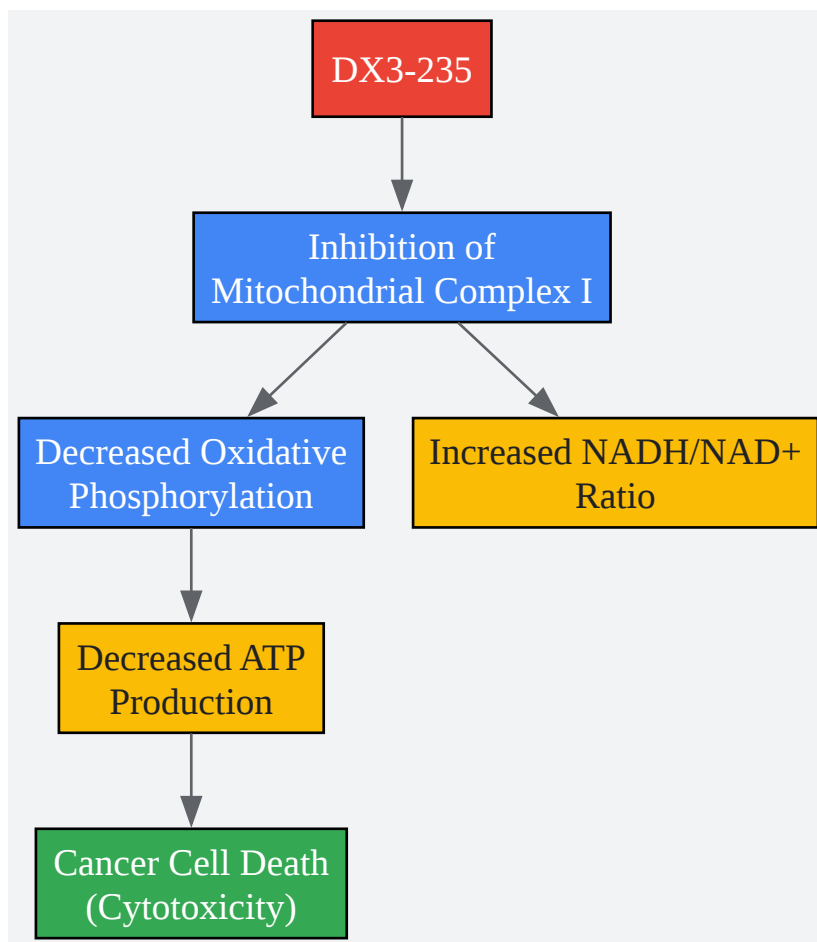 DX3-235
Inhibition of
Mitochondrial Complex I
Decreased Oxidative
Phosphorylation
Increased NADH/NAD+
Ratio
Decreased ATP
Production
Cancer Cell Death
(Cytotoxicity)